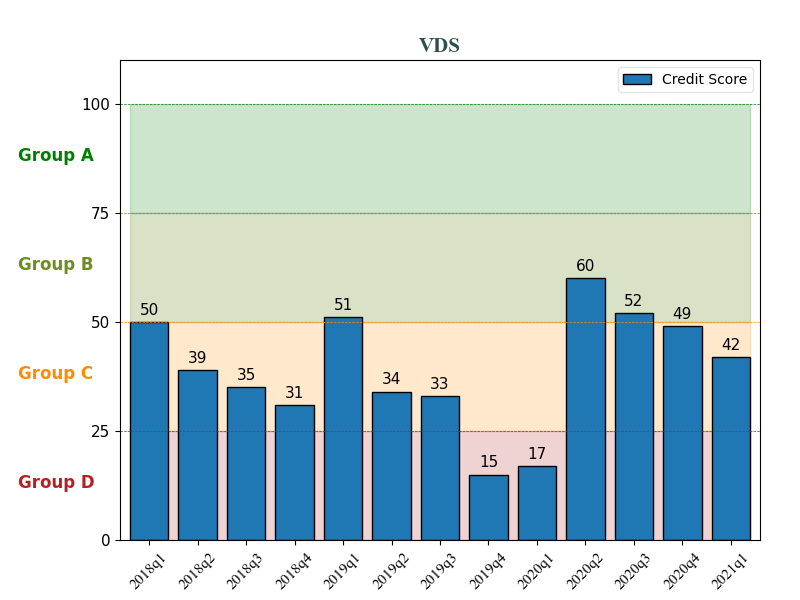 VDS
Credit Score
100
Group A
75
Group B
50
Group C
25
Group D
0
50
39
35
31
51
34
33
15
17
60
52
49
42
2018q1
2018q2
2018q3
2018q4
2019q1
2019q2
2019q3
2019q4
2020q1
2020q2
2020q3
2020q4
2021q1